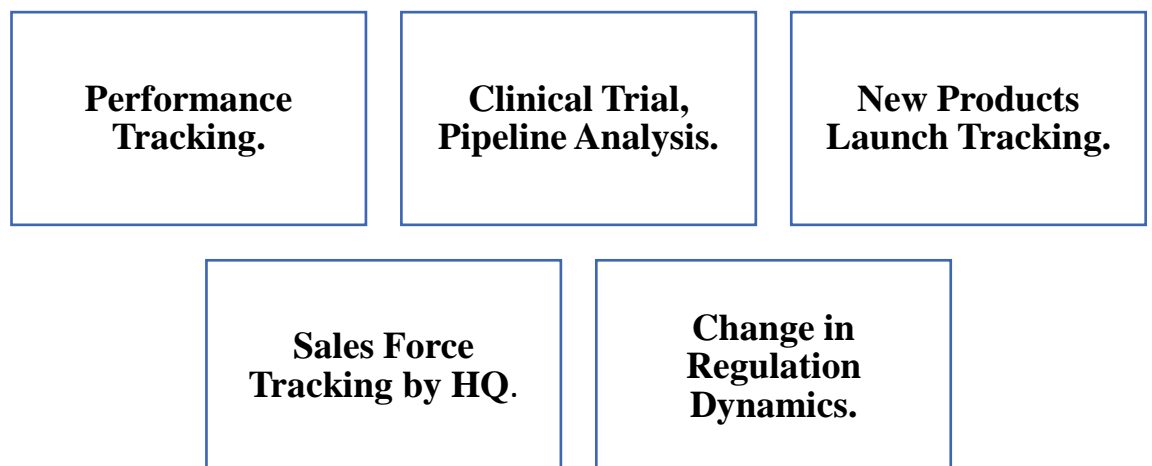 Performance
Tracking.
Clinical Trial,
Pipeline Analysis.
New Products
Launch Tracking.
Sales Force
Tracking by HQ.
Change in
Regulation
Dynamics.